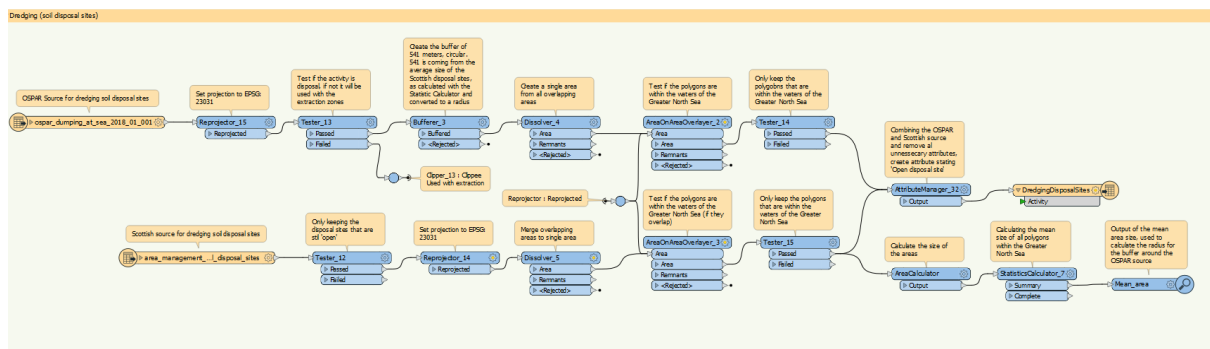 Dredging (soil disposal sites)
OSPAR Source for dredging soil disposal sites
ospar_dumping_at_sea_2018_01_001
Set projection to EPSG:
23031
Reprojector_15
Reprojected
Test if the activity is
disposal, if not it will be
used with the
extraction zones
Tester_13
Passed
Failed
Create the buffer of
541 meters, circular.
541 is coming from the
average size of the
Scottish disposal sites,
as calculated with the
Statistic Calculator and
converted to a radius
Bufferer_3
Buffered
<Rejected>
Clipper_13 : Clippee
Used with extraction
Create a single area
from all overlapping
areas
Dissolver_4
Area
Remnants
<Rejected>
Test if the polygons are
within the waters of the
Greater North Sea
AreaOnAreaOverlayer_2
Area
Area
Remnants
<Rejected>
Only keep the
polygobns that are
within the waters of the
Greater North Sea
Tester_14
Passed
Failed
Reprojector : Reprojected
Combining the OSPAR
and Scottish source
and remove al
unnessecary attributes,
create attribute stating
'Open disposal site'
AttributeManager_32
Output
DredgingDisposalSites
Activity
Scottish source for dredging soil disposal sites
area_management_...l_disposal_sites
Only keeping the
disposal sites that are
stil 'open'
Tester_12
Passed
Failed
Set projection to EPSG:
23031
Reprojector_14
Reprojected
Merge overlapping
areas to single area
Dissolver_5
Area
Remnants
<Rejected>
Test if the polygons are
within the waters of the
Greater North Sea (if they
overlap)
AreaOnAreaOverlayer_3
Area
Area
Remnants
<Rejected>
Only keep the polygons
that are within the
waters of the Greater
North Sea
Tester_15
Passed
Failed
Calculate the size of
the areas
AreaCalculator
Output
Calculating the mean
size of all polygons
within the Greater
North Sea
StatisticsCalculator_7
Summary
Complete
Output of the mean
area size, used to
calculate the radius for
the buffer around the
OSPAR source
Mean_area